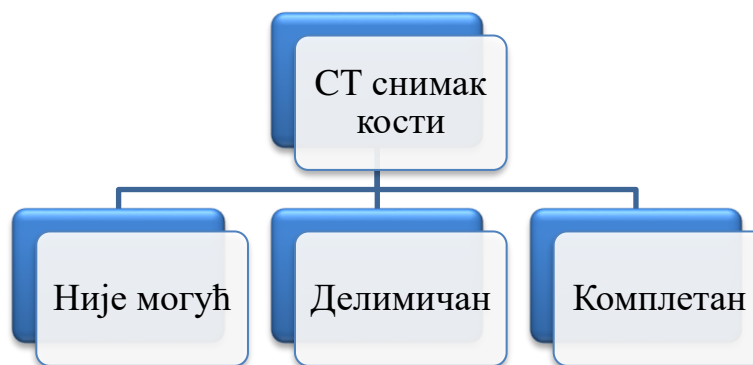 СТ снимак
кости
Није могућ
Делимичан
Комплетан